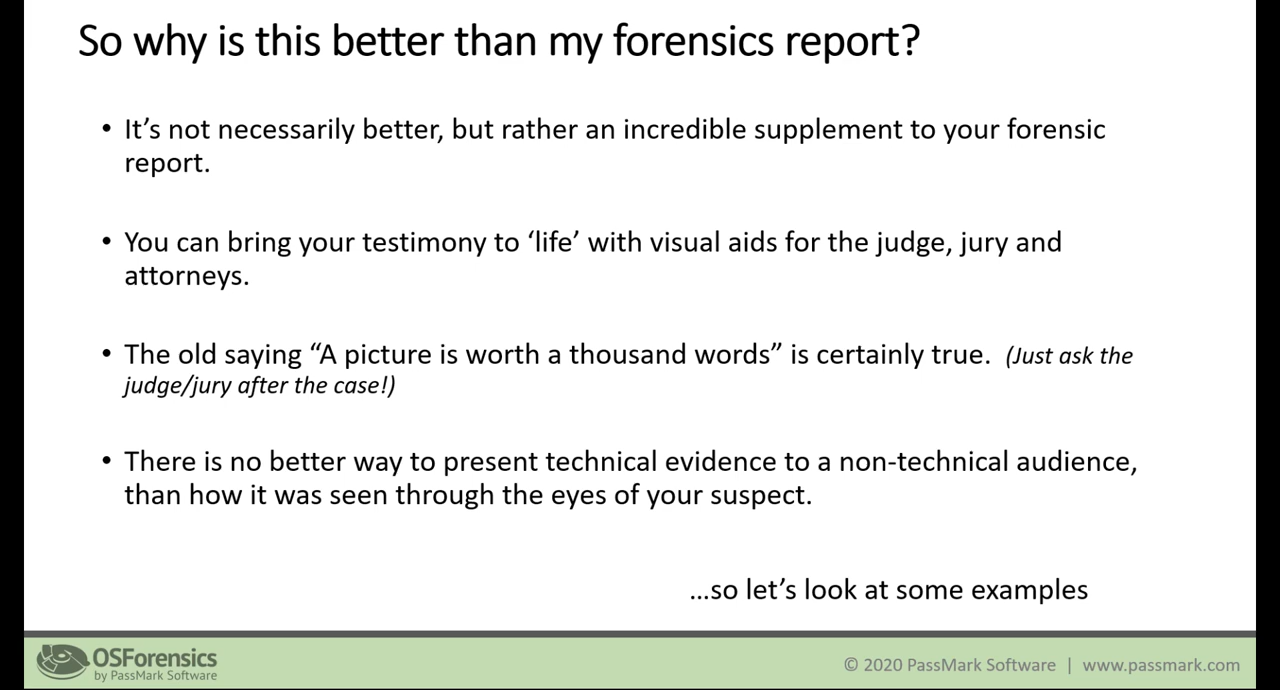 So why is this better than my forensics report?
• It’s not necessarily better, but rather an incredible supplement to your forensic
report.
• You can bring your testimony to ‘life’ with visual aids for the judge, jury and
attorneys.
• The old saying “A picture is worth a thousand words” is certainly true. (Just ask the
judge/jury after the case!)
• There is no better way to present technical evidence to a non-technical audience,
than how it was seen through the eyes of your suspect.
...so let’s look at some examples
OSForensics
by PassMark Software
© 2020 PassMark Software | www.passmark.com